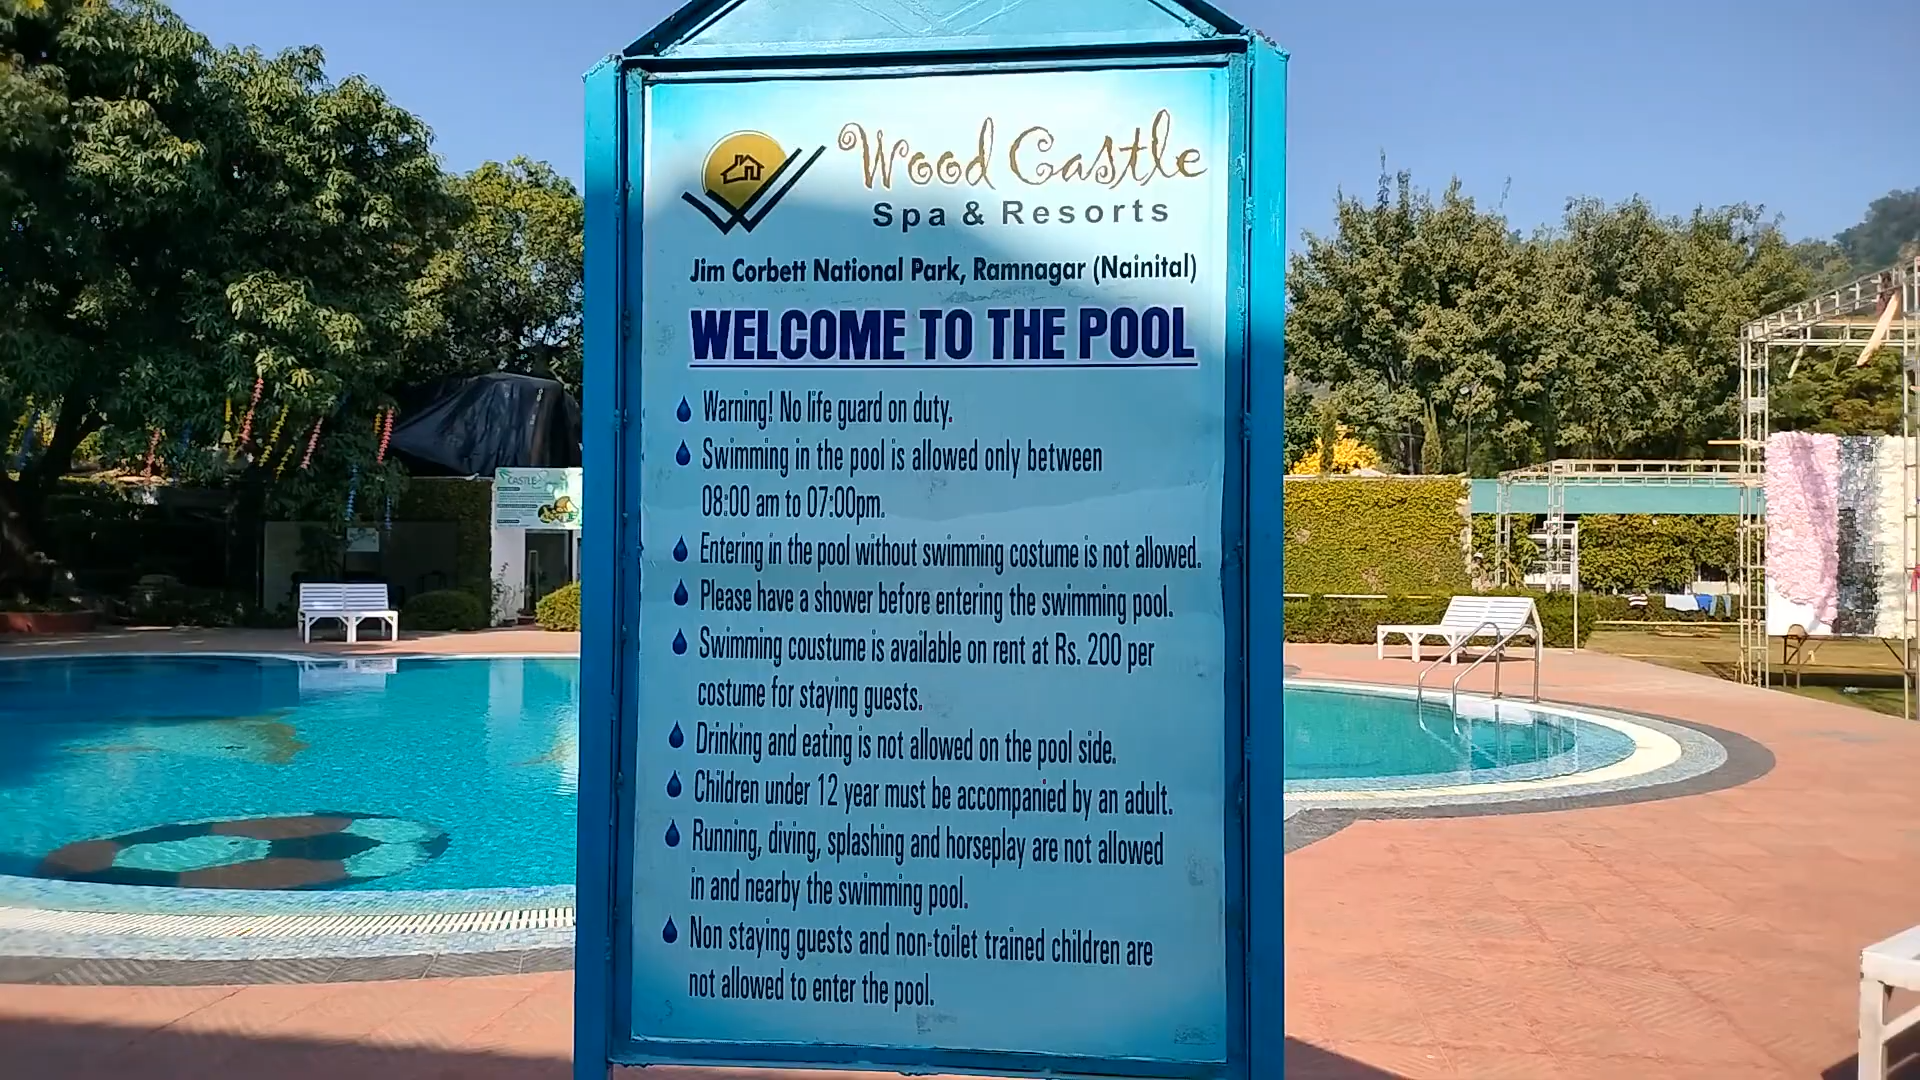 Wood Castle
Spa & Resorts
Jim Corbett National Park, Ramnagar (Nainital)
WELCOME TO THE POOL
Warning! No life guard on duty.
Swimming in the pool is allowed only between
08:00 am to 07:00pm.
Entering in the pool without swimming costume is not allowed.
Please have a shower before entering the swimming pool.
Swimming coustume is available on rent at Rs. 200 per
costume for staying guests.
Drinking and eating is not allowed on the pool side.
Children under 12 year must be accompanied by an adult.
Running, diving, splashing and horseplay are not allowed
in and nearby the swimming pool.
Non staying guests and non-toilet trained children are
not allowed to enter the pool.
CASTLE